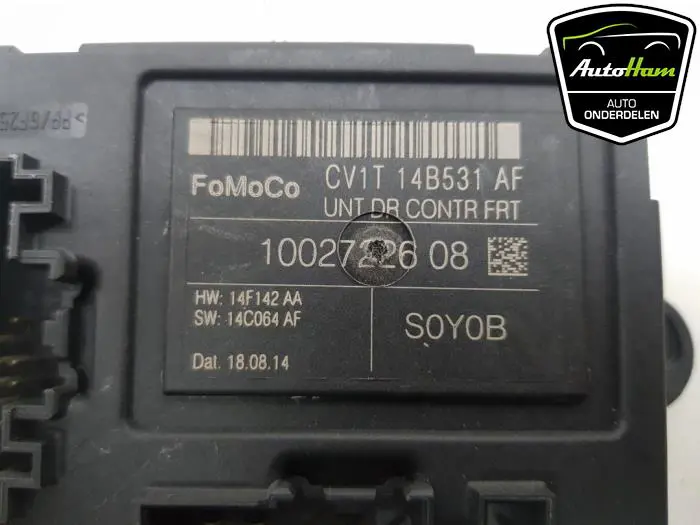 AutoHam
AUTO
ONDERDELEN
FoMoCo
CV1T 14B531 AF
UNT DR CONTR FRT
10027226 08
HW: 14F142 AA
SW: 14C064 AF
S0Y0B
Dat. 18.08.14